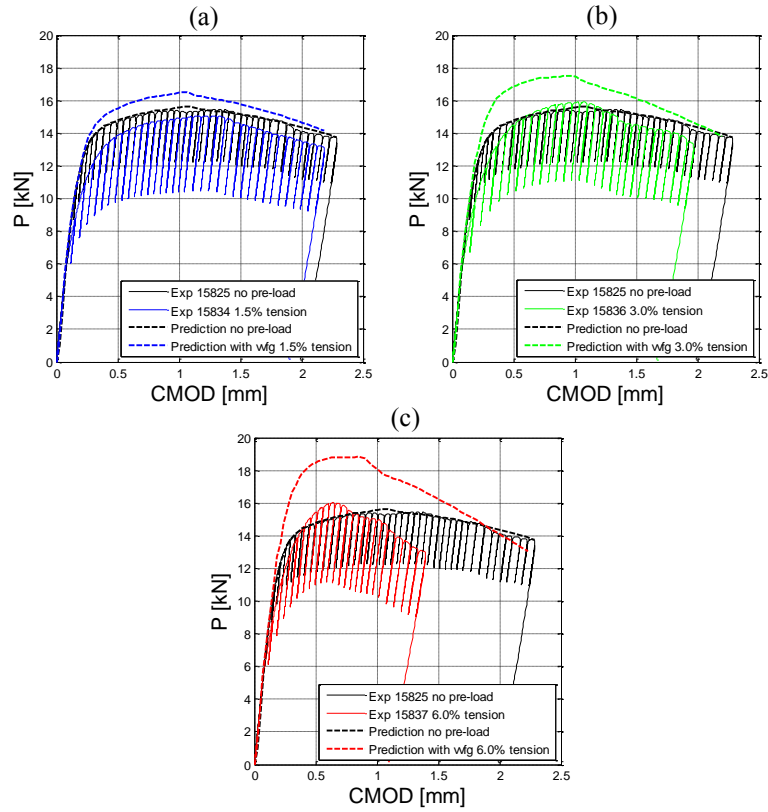 (a)
20
18
16
14
12
10
8
6
4
2
0
P [kN]
Exp 15825 no pre-load
Exp 15834 1.5% tension
Prediction no pre-load
Prediction with wfg 1.5% tension
0 0.5 1 1.5 2 2.5
CMOD [mm]
(b)
20
18
16
14
12
10
8
6
4
2
0
P [kN]
Exp 15825 no pre-load
Exp 15836 3.0% tension
Prediction no pre-load
Prediction with wfg 3.0% tension
0 0.5 1 1.5 2 2.5
CMOD [mm]
(c)
20
18
16
14
12
10
8
6
4
2
0
P [kN]
Exp 15825 no pre-load
Exp 15837 6.0% tension
Prediction no pre-load
Prediction with wfg 6.0% tension
0 0.5 1 1.5 2 2.5
CMOD [mm]